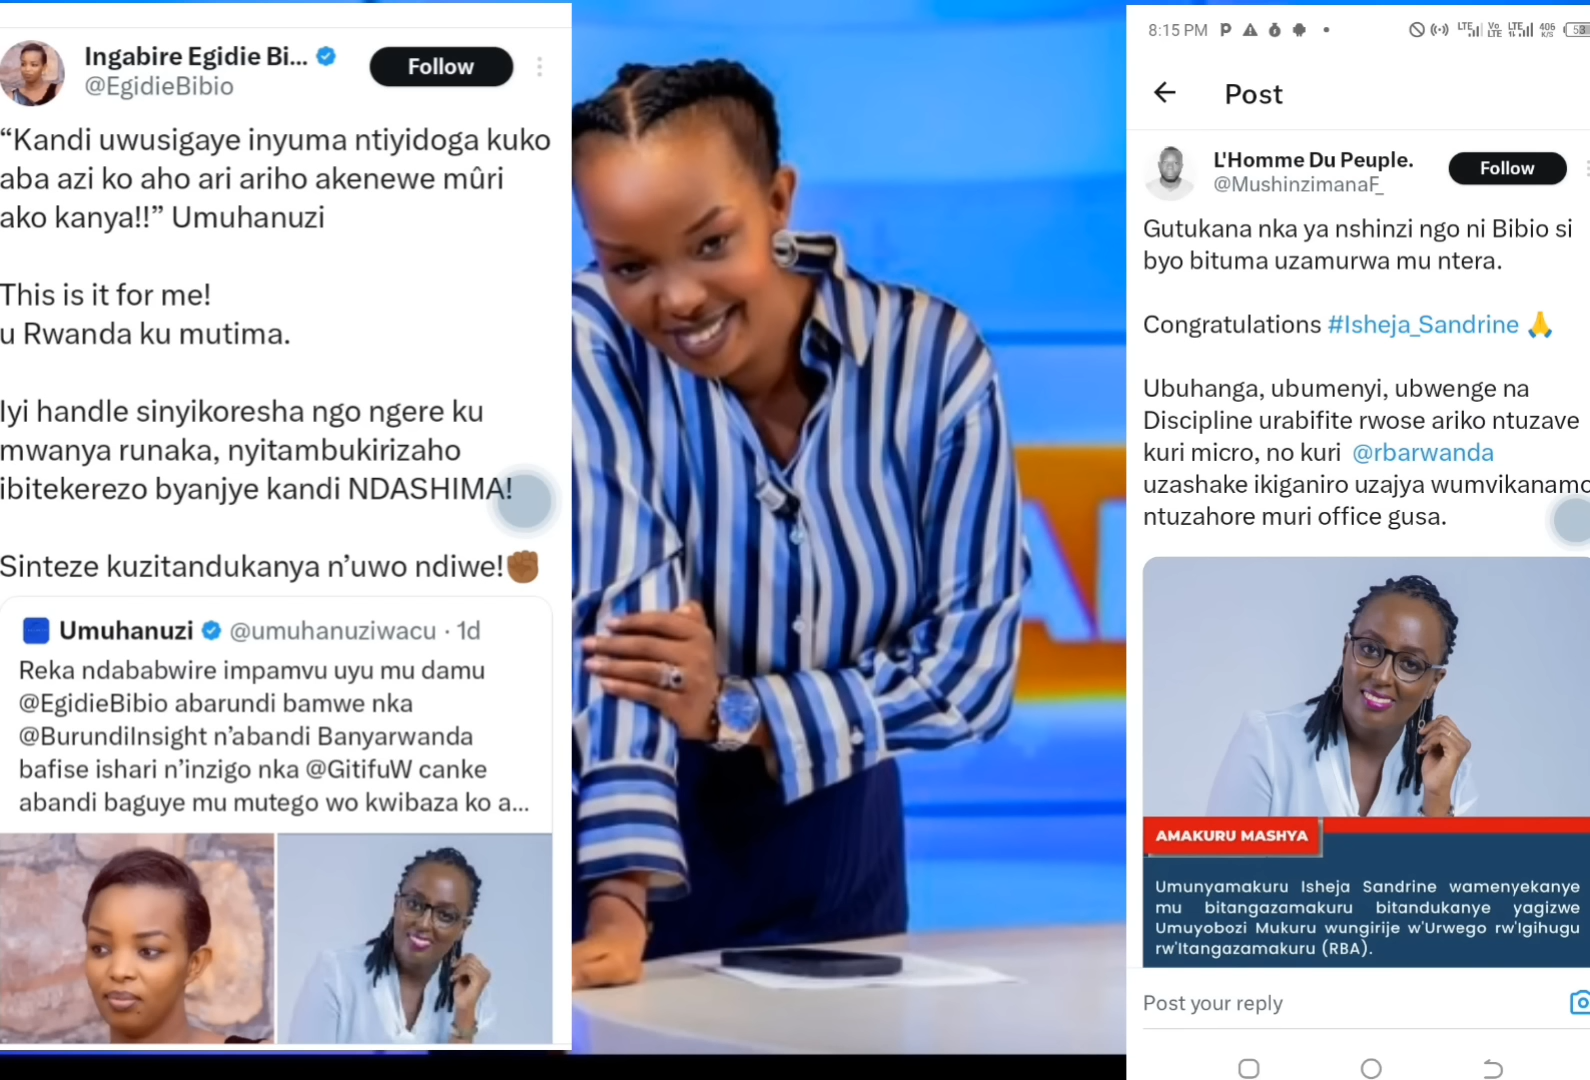 Ingabire Egidie Bi...
@EgidieBibio
Follow
“Kandi uwusigaye inyuma ntiyidoga kuko
aba azi ko aho ari ariho akenewe mûri
ako kanya!!” Umuhanuzi
This is it for me!
u Rwanda ku mutima.
Iyi handle sinyikoresha ngo ngere ku
mwanya runaka, nyitambukirizaho
ibitekerezo byanjye kandi NDASHIMA!
Sinteze kuzitandukanya n’uwo ndiwe!✊🏾
Umuhanuzi @umuhanuziwacu · 1d
Reka ndababwire impamvu uyu mu damu
@EgidieBibio abarundi bamwe nka
@BurundiInsight n’abandi Banyarwanda
bafise ishari n’inzigo nka @GitifuW canke
abandi baguye mu mutego wo kwibaza ko a...
8:15 PM
LTE
Vo LTE
LTE
406 K/S
Post
L'Homme Du Peuple.
@MushinzimanaF_
Follow
Gutukana nka ya nshinzi ngo ni Bibio si
byo bituma uzamurwa mu ntera.
Congratulations #Isheja_Sandrine 🙏
Ubuhanga, ubumenyi, ubwenge na
Discipline urabifite rwose ariko ntuzave
kuri micro, no kuri @rbarwanda
uzashake ikiganiro uzajya wumvikanamo
ntuzahore muri office gusa.
AMAKURU MASHYA
Umunyamakuru Isheja Sandrine wamenyekanye
mu bitangazamakuru bitandukanye yagizwe
Umuyobozi Mukuru wungirije w'Urwego rw'Igihugu
rw'Itangazamakuru (RBA).
Post your reply